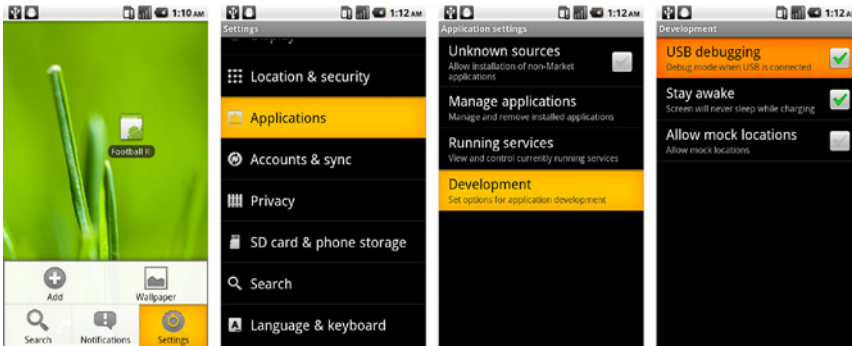 1:10 AM
Football R
Add
Wallpaper
Search
Notifications
Settings
1:12 AM
Settings
Display
Location & security
Applications
Accounts & sync
Privacy
SD card & phone storage
Search
Language & keyboard
1:12 AM
Application settings
Unknown sources
Allow installation of non-Market
applications
Manage applications
Manage and remove installed applications
Running services
View and control currently running services
Development
Set options for application development
1:12 A
Development
USB debugging
Debug mode when USB is connected
Stay awake
Screen will never sleep while charging
Allow mock locations
Allow mock locations